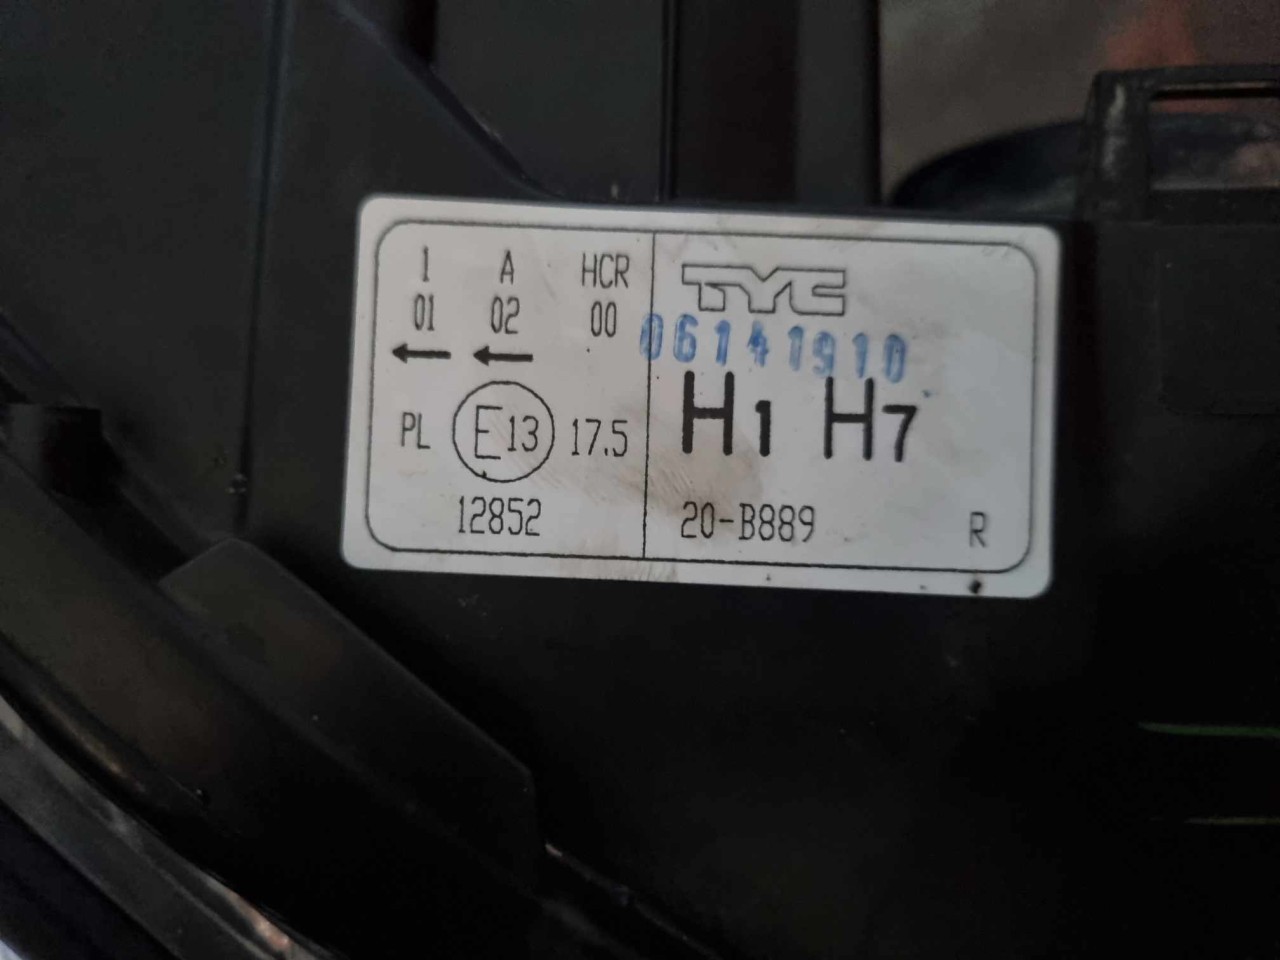 1 A HCR
01 02 00
← ←
PL E13 17.5
12852
TYC
06141910
H1 H7
20-B889 R